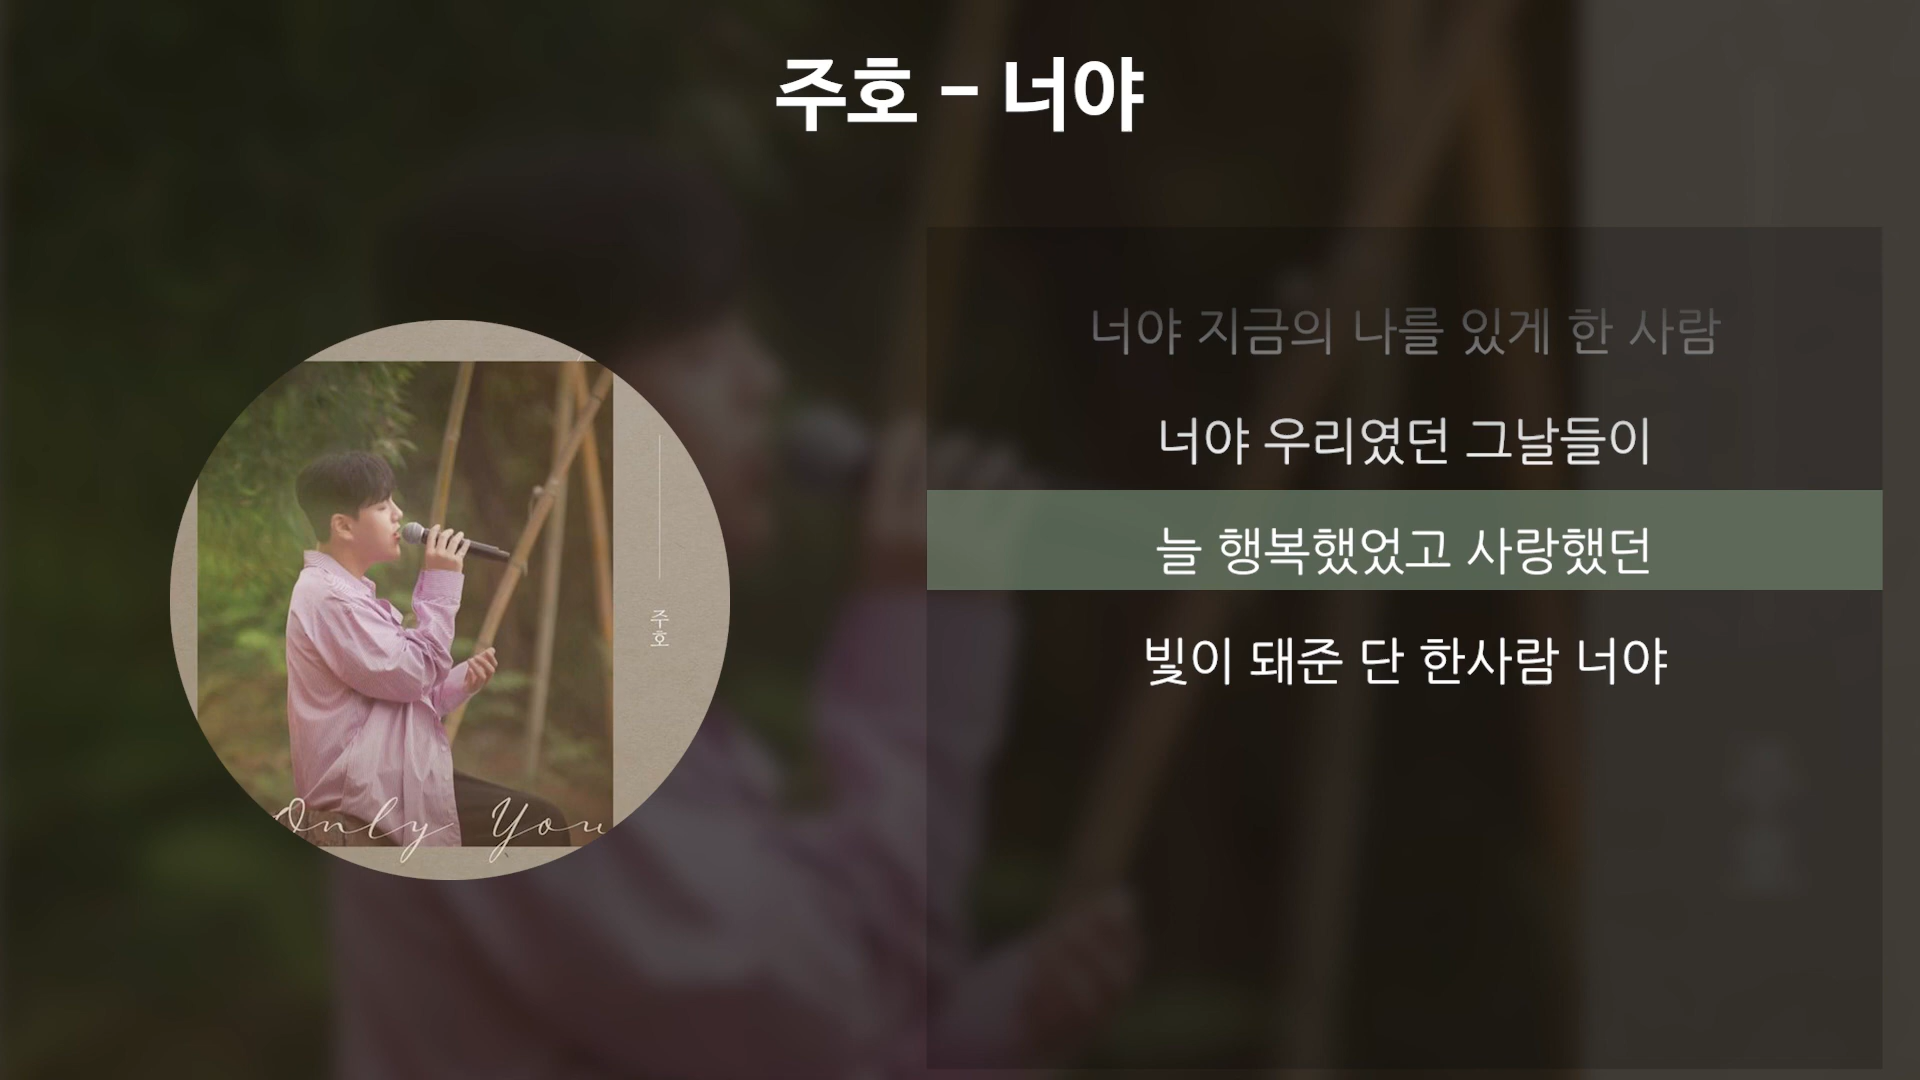 주호 - 너야
너야 지금의 나를 있게 한 사람
너야 우리였던 그날들이
늘 행복했었고 사랑했던
빛이 돼준 단 한사람 너야
주호
Only You